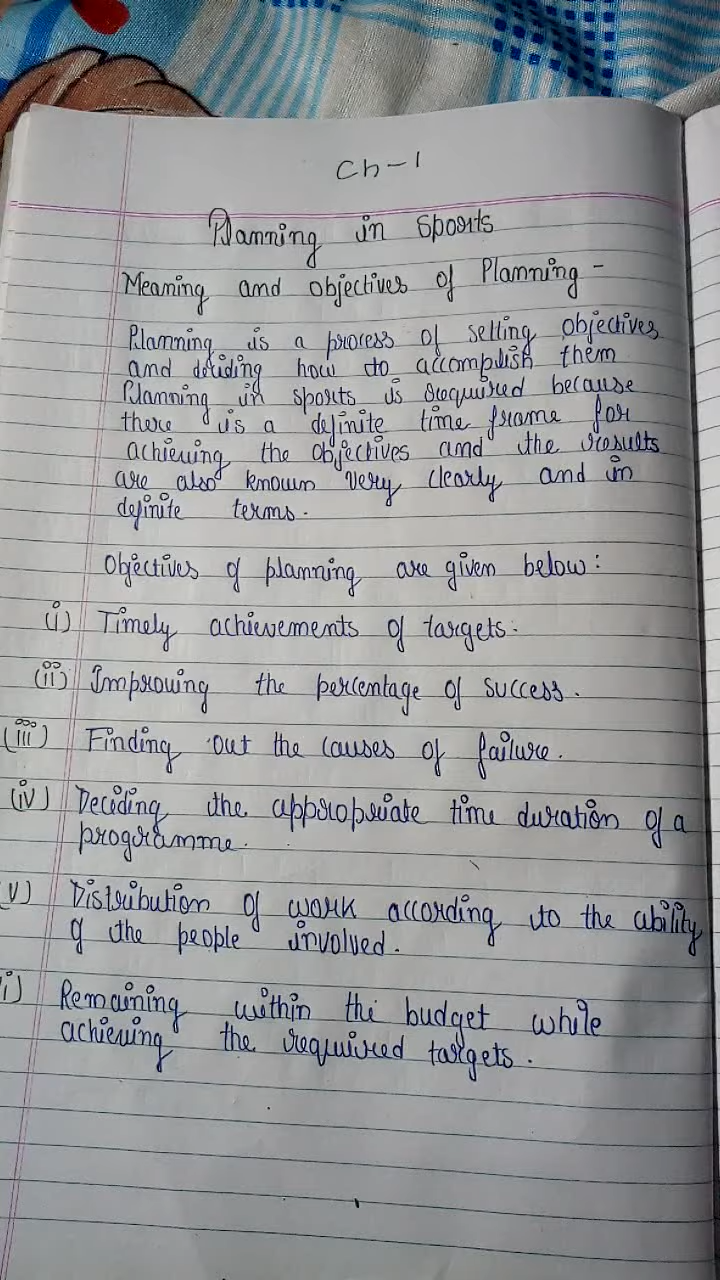 Ch-1
Planning in Sports
Meaning and objectives of Planning -
Planning is a process of selling objectives
and deciding how to accomplish them
Planning in sports is required because
there is a definite time frame for
achieving the objectives and the results
are also known very clearly and in
definite terms.
Objectives of planning are given below:
(i) Timely achievements of targets.
(ii) Improving the percentage of success.
(iii) Finding out the causes of failure.
(iv) Deciding the appropriate time duration of a
programme.
v) Distribution of work according to the ability
of the people involved.
i) Remaining within the budget while
achieving the required targets.